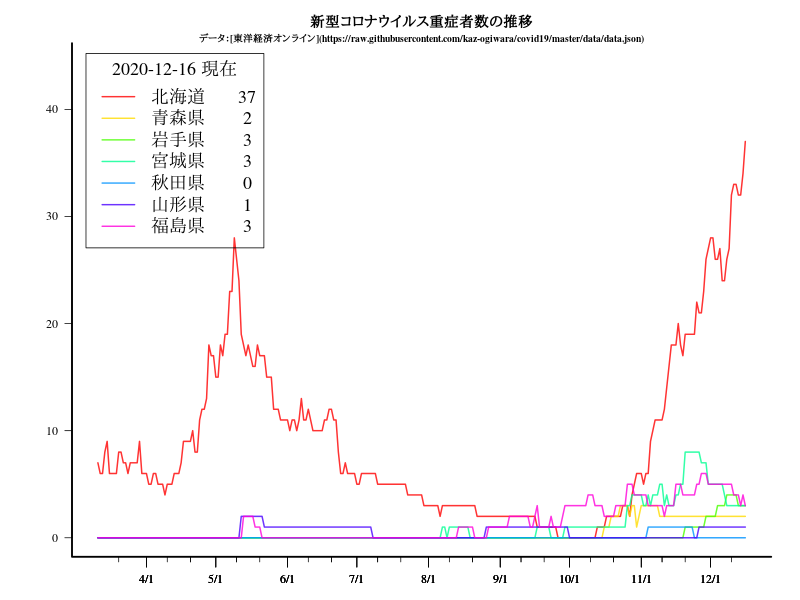 新型コロナウイルス重症者数の推移
データ：[東洋経済オンライン](https://raw.githubusercontent.com/kaz-ogiwara/covid19/master/data/data.json)
2020-12-16 現在
北海道 37
青森県 2
岩手県 3
宮城県 3
秋田県 0
山形県 1
福島県 3
40
30
20
10
0
4/1 5/1 6/1 7/1 8/1 9/1 10/1 11/1 12/1